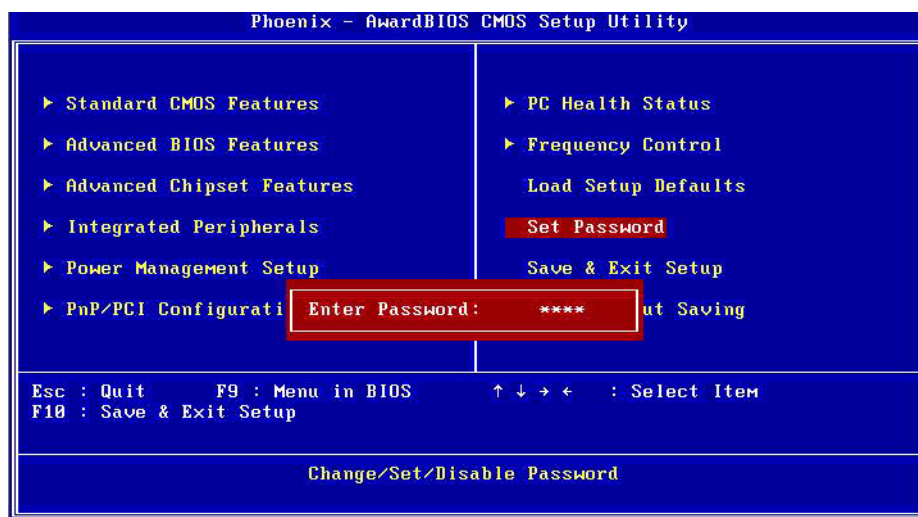 Phoenix - AwardBIOS CMOS Setup Utility
► Standard CMOS Features
► Advanced BIOS Features
► Advanced Chipset Features
► Integrated Peripherals
► Power Management Setup
► PnP/PCI Configurati
► PC Health Status
► Frequency Control
Load Setup Defaults
Set Password
Save & Exit Setup
ut Saving
Enter Password: ****
Esc : Quit F9 : Menu in BIOS ↑ ↓ → ← : Select Item
F10 : Save & Exit Setup
Change/Set/Disable Password